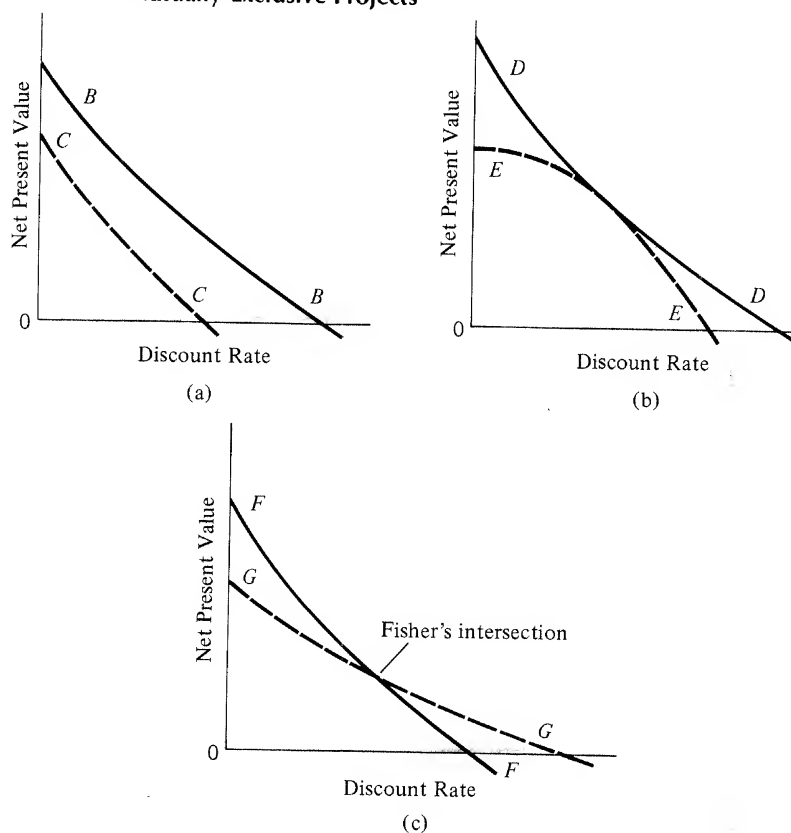 Mutually Exclusive Projects
B
C
C
B
Net Present Value
0
Discount Rate
(a)
D
E
E
D
Net Present Value
0
Discount Rate
(b)
F
G
Fisher's intersection
G
F
Net Present Value
0
Discount Rate
(c)